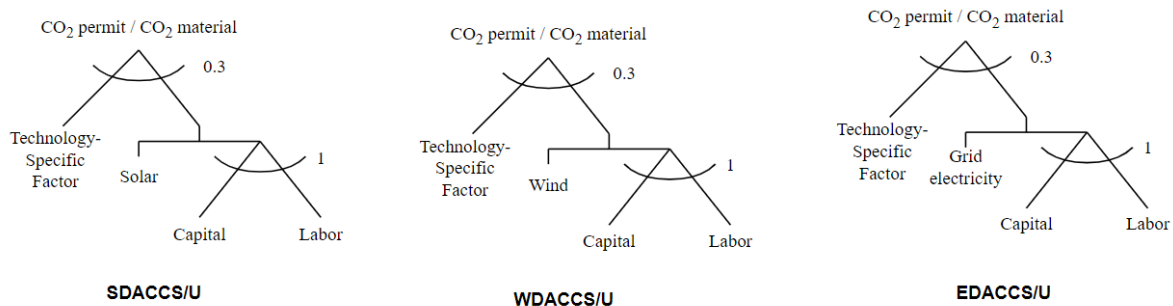 CO₂ permit / CO₂ material
0.3
Technology-
Specific
Factor
Solar
1
Capital
Labor
SDACCS/U
CO₂ permit / CO₂ material
0.3
Technology-
Specific
Factor
Wind
1
Capital
Labor
WDACCS/U
CO₂ permit / CO₂ material
0.3
Technology-
Specific
Factor
Grid
electricity
1
Capital
Labor
EDACCS/U